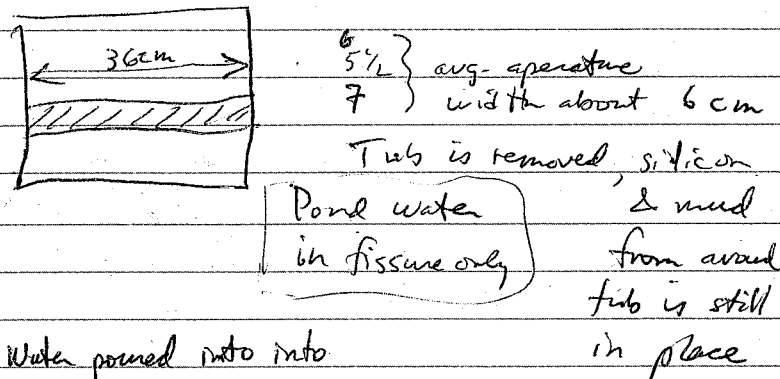 36cm
6
5½ } avg. aperature
7 } width about 6 cm
Tub is removed, silicon
& mud
from around
tub is still
in place
Pond water
in fissure only
Water poured into into